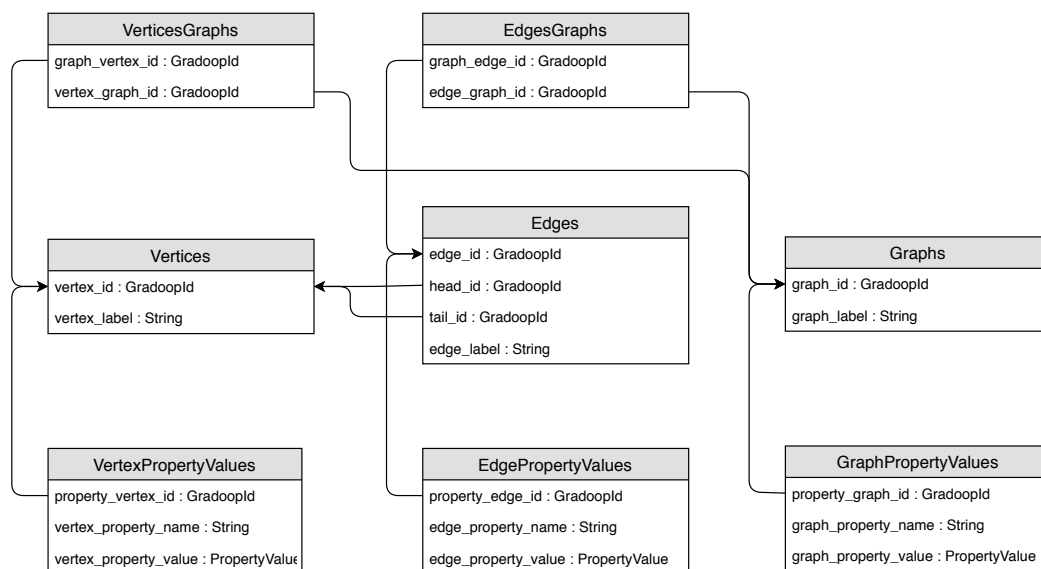 VerticesGraphs
graph_vertex_id : GradoopId
vertex_graph_id : GradoopId
EdgesGraphs
graph_edge_id : GradoopId
edge_graph_id : GradoopId
Vertices
vertex_id : GradoopId
vertex_label : String
Edges
edge_id : GradoopId
head_id : GradoopId
tail_id : GradoopId
edge_label : String
Graphs
graph_id : GradoopId
graph_label : String
VertexPropertyValues
property_vertex_id : GradoopId
vertex_property_name : String
vertex_property_value : PropertyValue
EdgePropertyValues
property_edge_id : GradoopId
edge_property_name : String
edge_property_value : PropertyValue
GraphPropertyValues
property_graph_id : GradoopId
graph_property_name : String
graph_property_value : PropertyValue